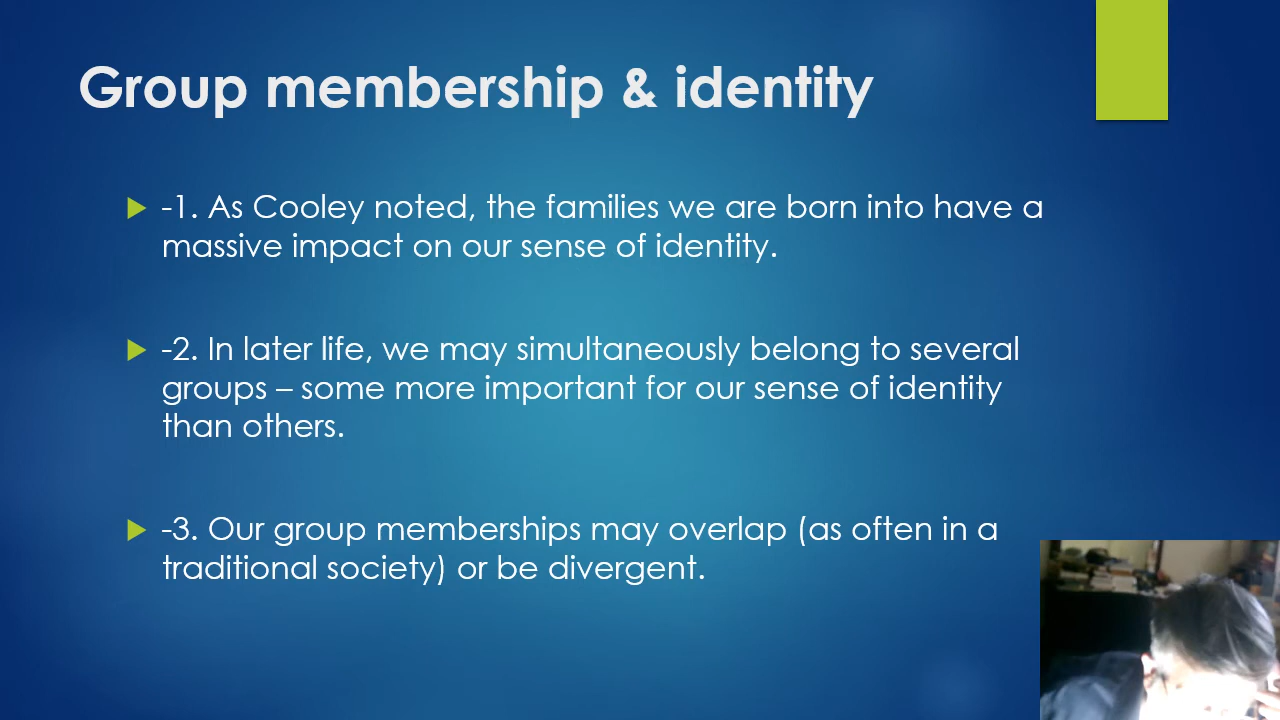 Group membership & identity
-1. As Cooley noted, the families we are born into have a
massive impact on our sense of identity.
-2. In later life, we may simultaneously belong to several
groups – some more important for our sense of identity
than others.
-3. Our group memberships may overlap (as often in a
traditional society) or be divergent.